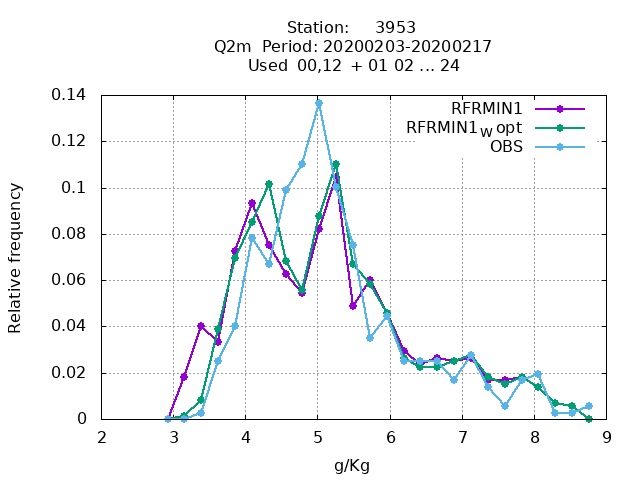 Station:     3953
Q2m  Period: 20200203-20200217
Used  00,12  + 01 02 ... 24
RFRMIN1
RFRMIN1w opt
OBS
Relative frequency
0.14
0.12
0.1
0.08
0.06
0.04
0.02
0
2 3 4 5 6 7 8 9
g/Kg